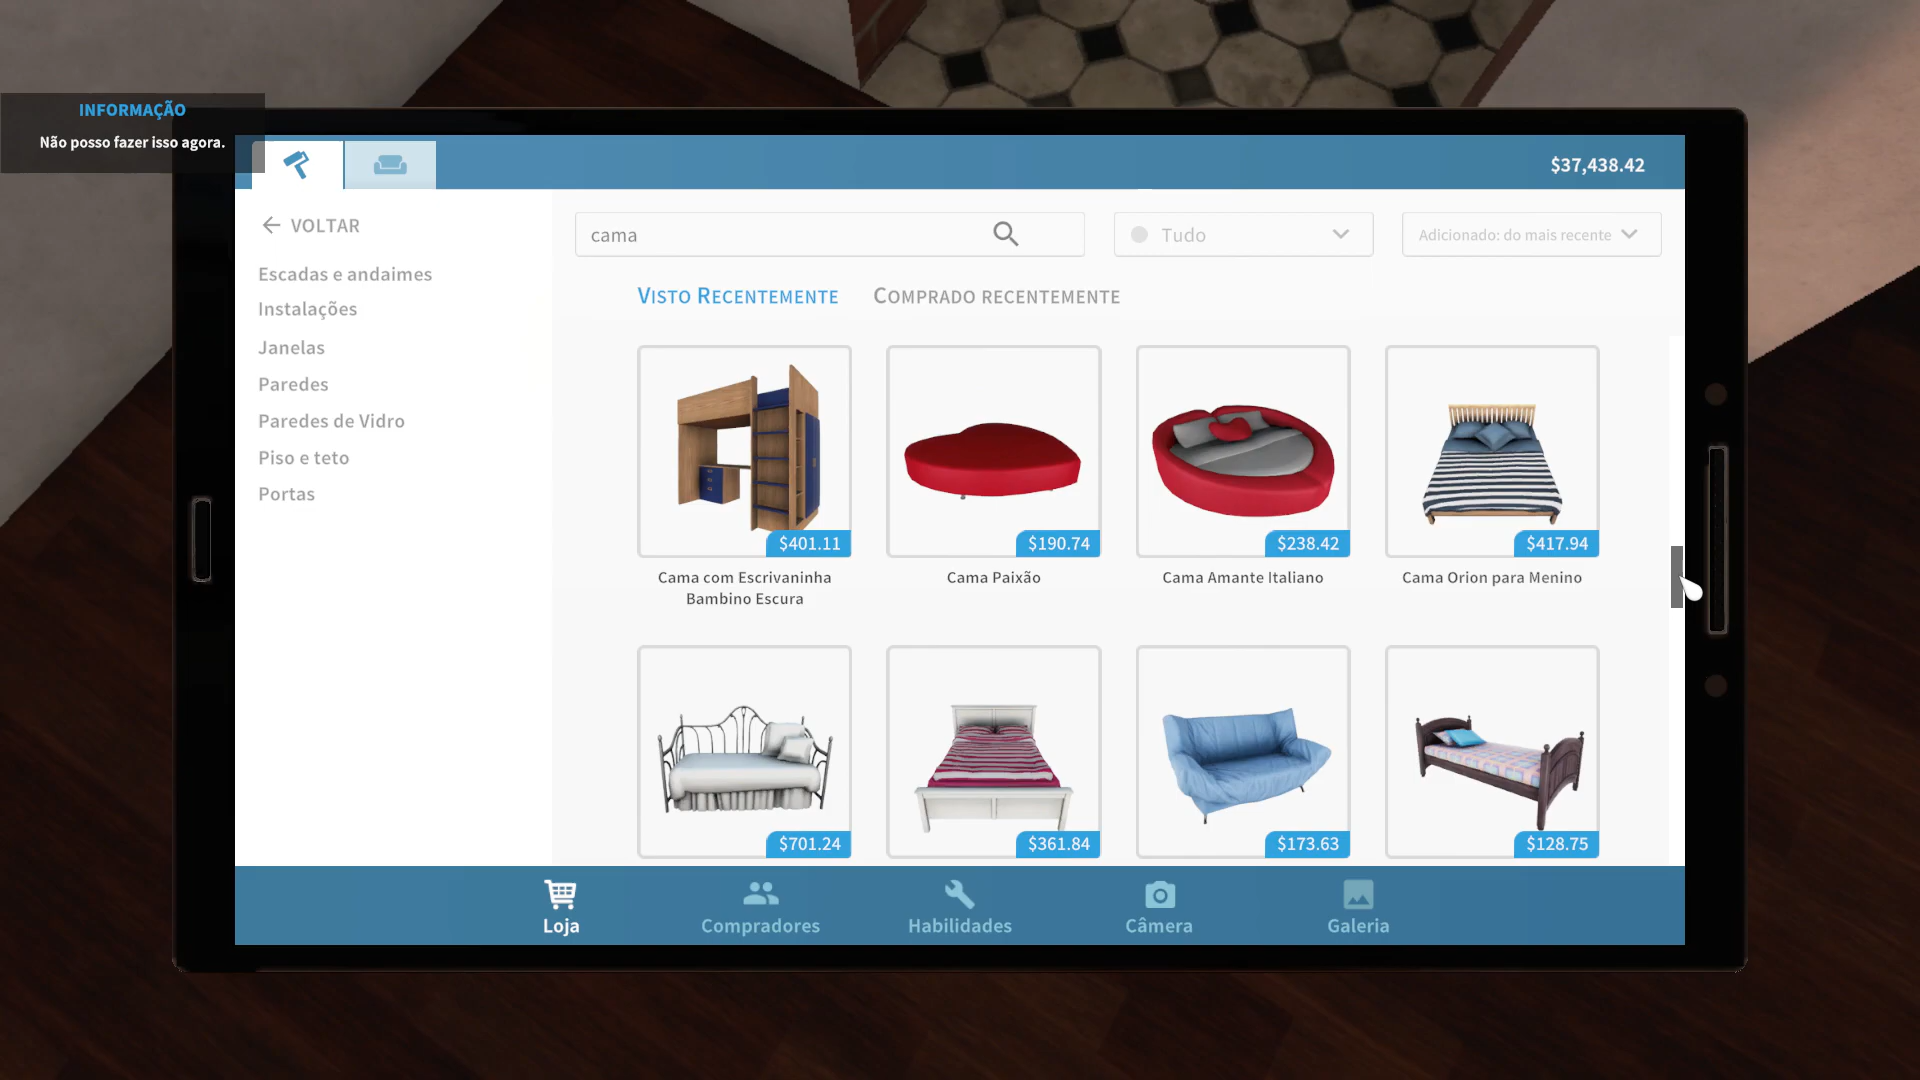 INFORMAÇÃO
Não posso fazer isso agora.
$37,438.42
VOLTAR
Escadas e andaimes
Instalações
Janelas
Paredes
Paredes de Vidro
Piso e teto
Portas
cama
Tudo
Adicionado: do mais recente
VISTO RECENTEMENTE
COMPRADO RECENTEMENTE
$401.11
$190.74
$238.42
$417.94
Cama com Escrivaninha
Bambino Escura
Cama Paixão
Cama Amante Italiano
Cama Orion para Menino
$701.24
$361.84
$173.63
$128.75
Loja
Compradores
Habilidades
Câmera
Galeria